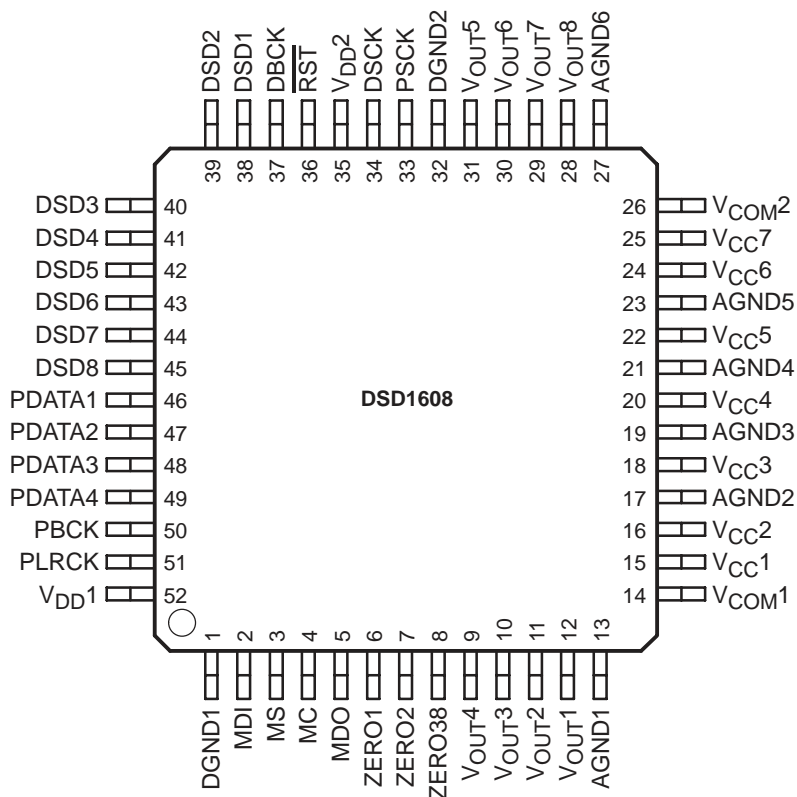 DSD2 DSD1 DBCK RST VDD2 DSCK PSCK DGND2 VOUT5 VOUT6 VOUT7 VOUT8 AGND6
39 38 37 36 35 34 33 32 31 30 29 28 27
DSD3 40 26 VCOM2
DSD4 41 25 VCC7
DSD5 42 24 VCC6
DSD6 43 23 AGND5
DSD7 44 22 VCC5
DSD8 45 21 AGND4
PDATA1 46 DSD1608 20 VCC4
PDATA2 47 19 AGND3
PDATA3 48 18 VCC3
PDATA4 49 17 AGND2
PBCK 50 16 VCC2
PLRCK 51 15 VCC1
VDD1 52 14 VCOM1
1 2 3 4 5 6 7 8 9 10 11 12 13
DGND1 MDI MS MC MDO ZERO1 ZERO2 ZERO38 VOUT4 VOUT3 VOUT2 VOUT1 AGND1